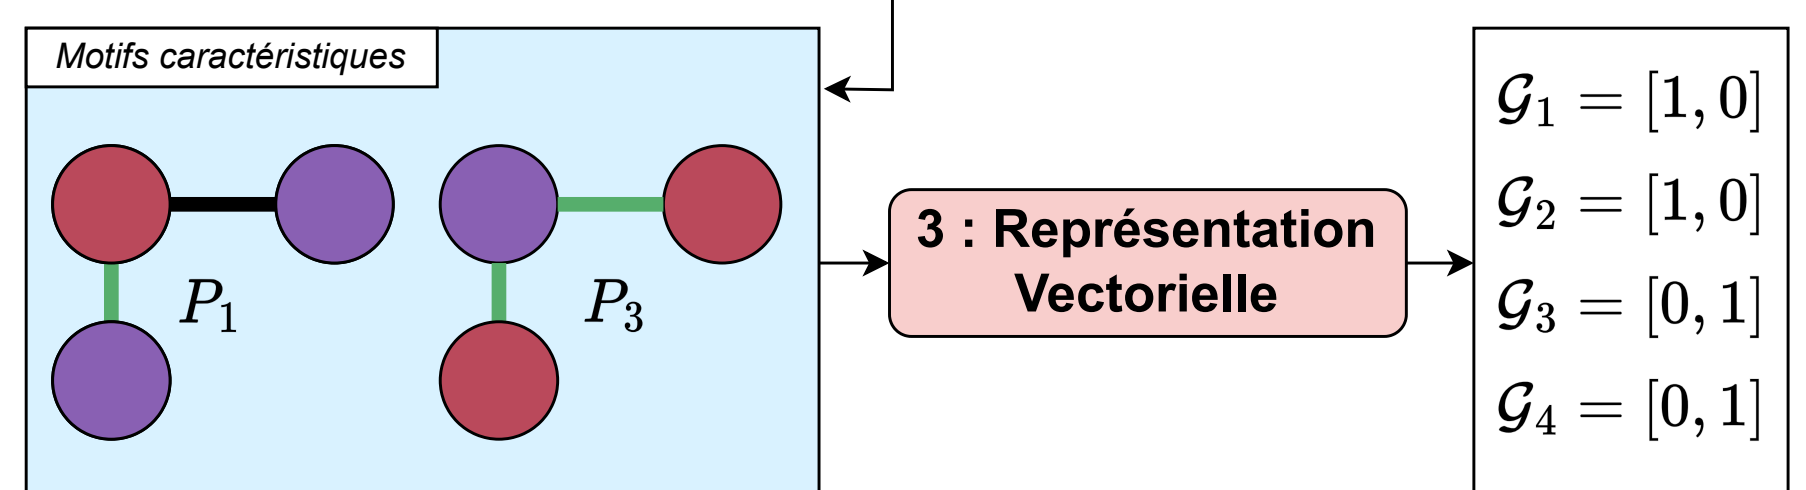 Motifs caractéristiques
P₁
P₃
3 : Représentation
Vectorielle
𝒢₁ = [1, 0]
𝒢₂ = [1, 0]
𝒢₃ = [0, 1]
𝒢₄ = [0, 1]